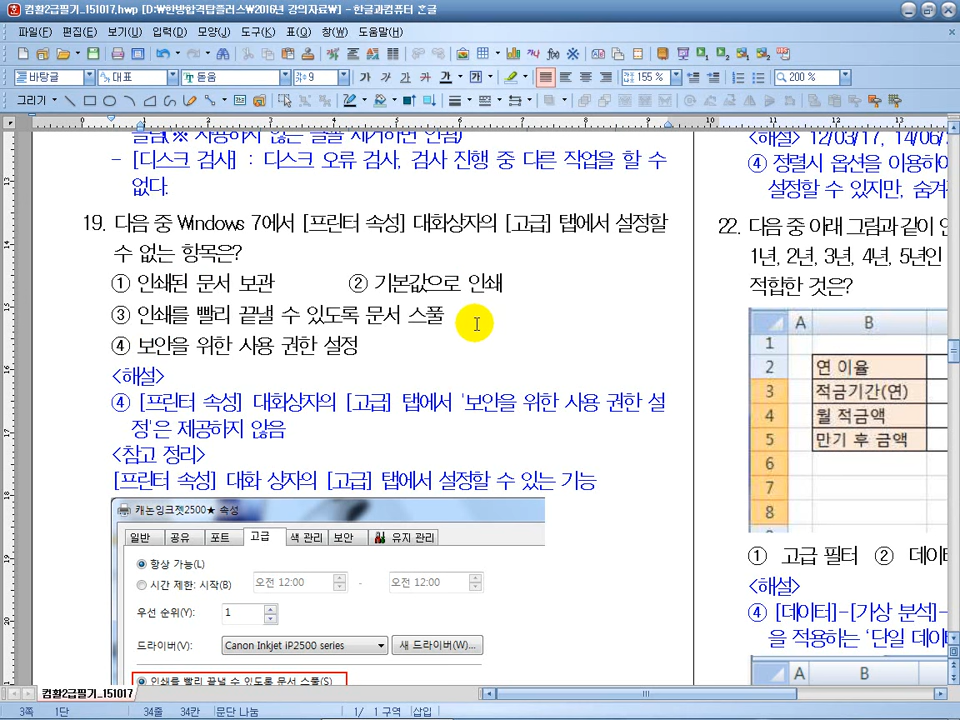 컴활2급필기_151017.hwp [D:₩한방합격탑플러스₩2016년 강의자료₩] - 한글과컴퓨터 한글
파일(F) 편집(E) 보기(U) 입력(D) 모양(J) 도구(K) 표(Q) 창(W) 도움말(H)
바탕글 대표 돋움 9 가 가 가 가 가 가 155 % 200 %
그리기
- [디스크 검사] : 디스크 오류 검사, 검사 진행 중 다른 작업을 할 수
없다.
19. 다음 중 Windows 7에서 [프린터 속성] 대화상자의 [고급] 탭에서 설정할
수 없는 항목은?
① 인쇄된 문서 보관 ② 기본값으로 인쇄
③ 인쇄를 빨리 끝낼 수 있도록 문서 스풀
④ 보안을 위한 사용 권한 설정
<해설>
④ [프린터 속성] 대화상자의 [고급] 탭에서 '보안을 위한 사용 권한 설
정'은 제공하지 않음
<참고 정리>
[프린터 속성] 대화 상자의 [고급] 탭에서 설정할 수 있는 기능
캐논잉크젯2500★ 속성
일반 공유 포트 고급 색 관리 보안 유지 관리
항상 가능(L)
시간 제한: 시작(B) 오전 12:00 - 오전 12:00
우선 순위(Y): 1
드라이버(V): Canon Inkjet iP2500 series 새 드라이버(W)...
인쇄를 빨리 끝낼 수 있도록 문서 스풀(S)
<해설> 12/03/17, 14/06/
④ 정렬시 옵션을 이용하여
설정할 수 있지만, 숨겨
22. 다음 중 아래 그림과 같이 연
1년, 2년, 3년, 4년, 5년인
적합한 것은?
A B
1
2 연 이율
3 적금기간(연)
4 월 적금액
5 만기 후 금액
6
7
8
① 고급 필터 ② 데이터
<해설>
④ [데이터]-[가상 분석]-
을 적용하는 '단일 데이터
A B
컴활2급필기_151017
3쪽 1단 34줄 34칸 문단 나눔 1/ 1 구역 삽입